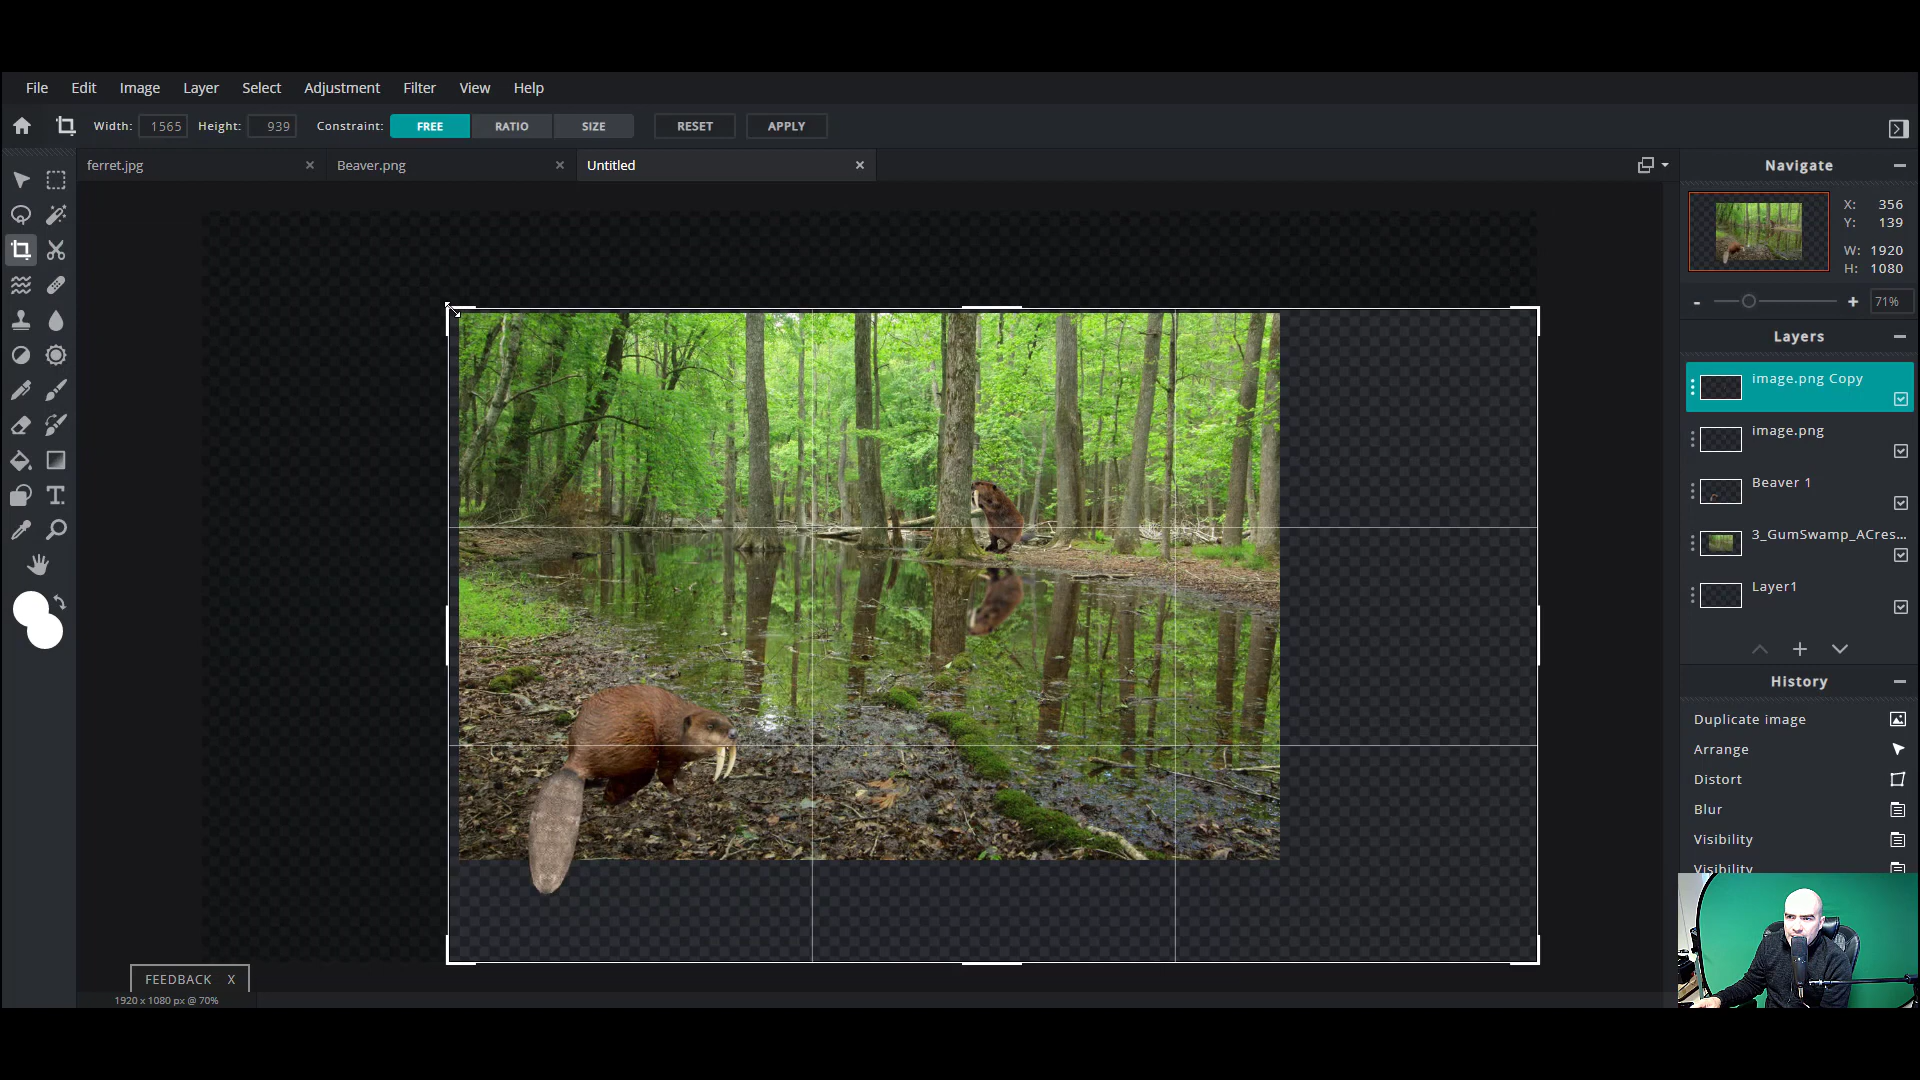 File Edit Image Layer Select Adjustment Filter View Help
Width: 1565 Height: 939 Constraint: FREE RATIO SIZE RESET APPLY
ferret.jpg Beaver.png Untitled
Navigate
X: 356
Y: 139
W: 1920
H: 1080
71%
Layers
image.png Copy
image.png
Beaver 1
3_GumSwamp_ACres...
Layer1
History
Duplicate image
Arrange
Distort
Blur
Visibility
Visibility
FEEDBACK X
1920 x 1080 px @ 70%